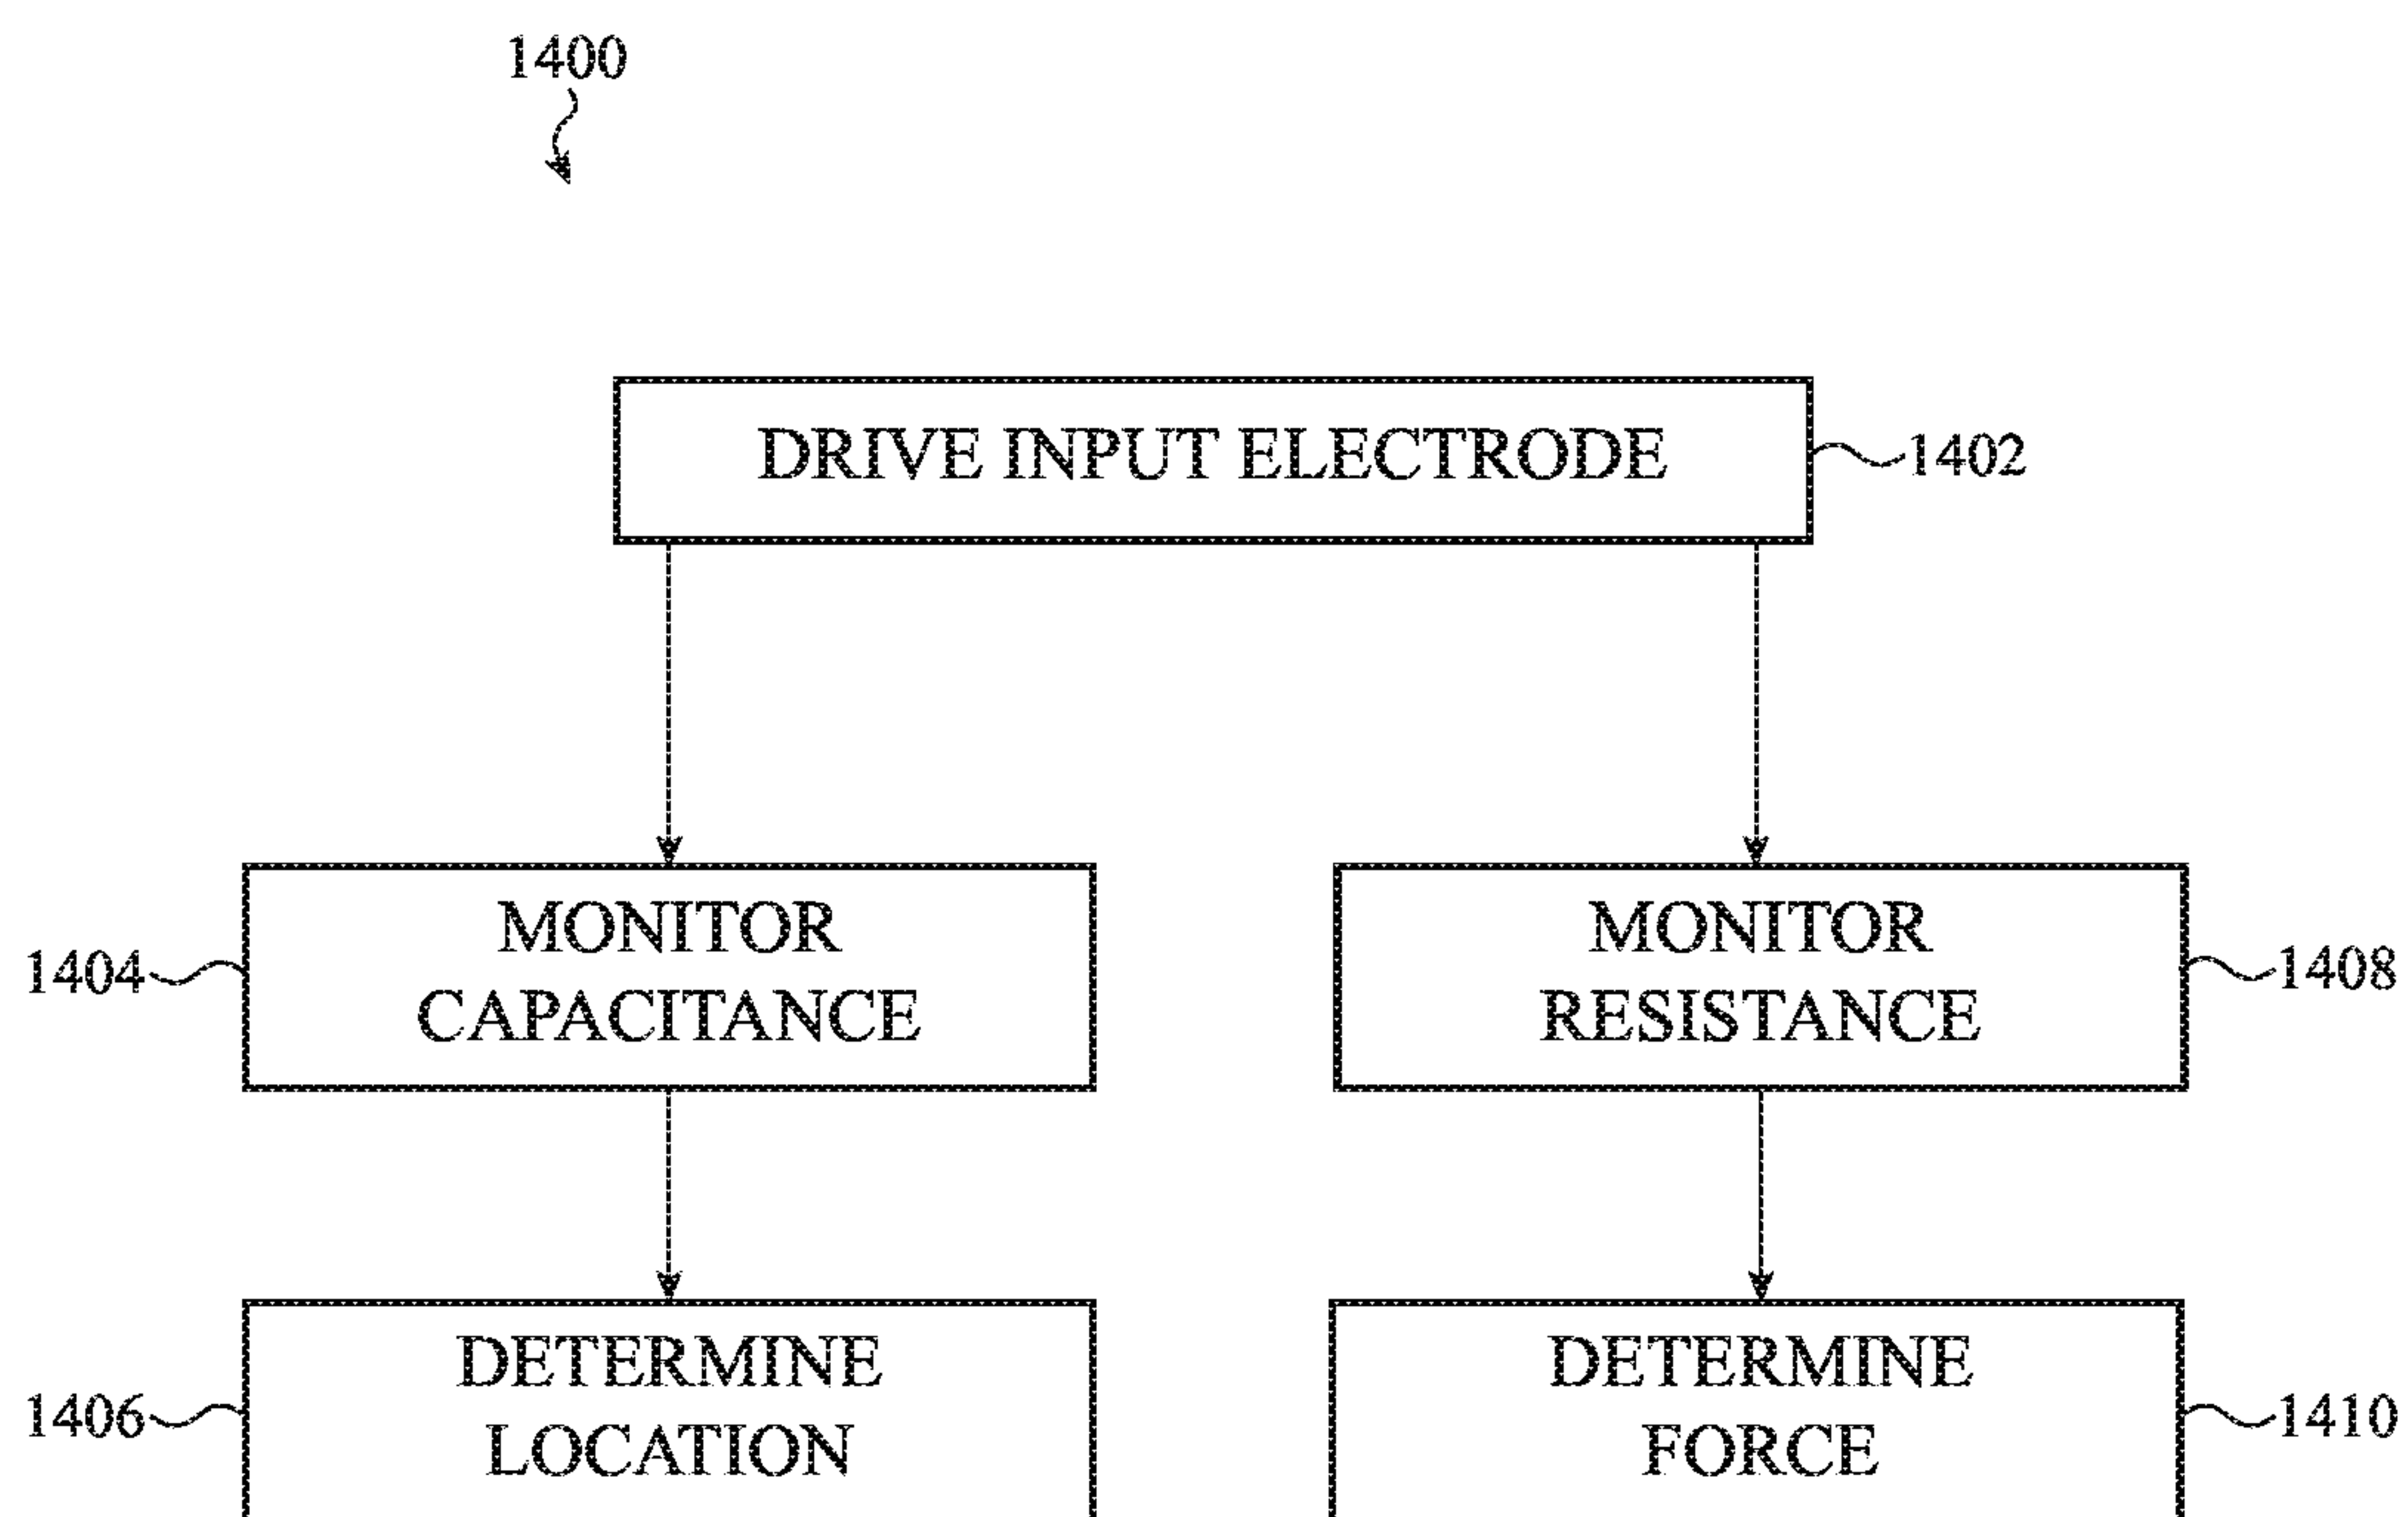 1400
DRIVE INPUT ELECTRODE
1402
MONITOR
CAPACITANCE
1404
MONITOR
RESISTANCE
1408
DETERMINE
LOCATION
1406
DETERMINE
FORCE
1410